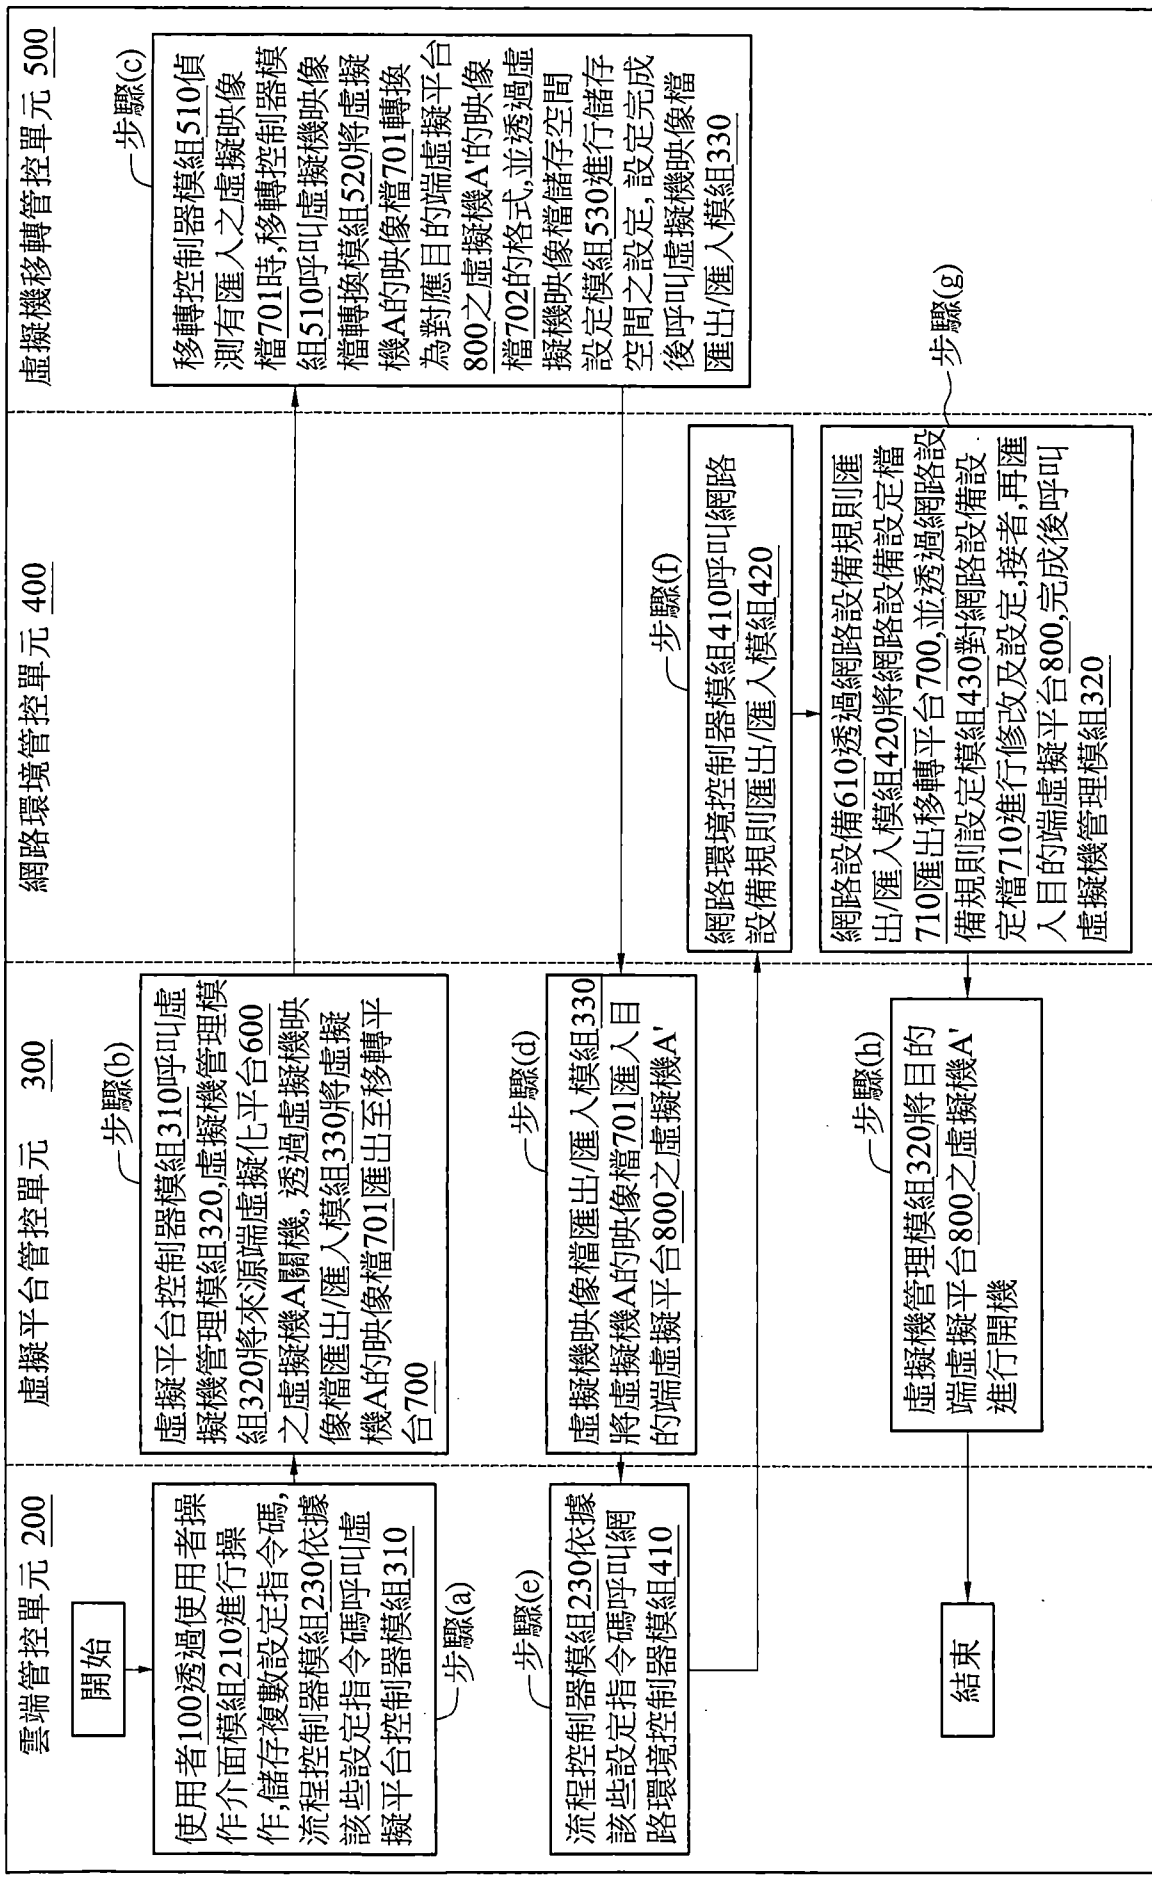 雲端管控單元 200
虛擬平台管控單元 300
網路環境管控單元 400
虛擬機移轉管控單元 500
開始
使用者100透過使用者操
作介面模組210進行操
作,儲存複數設定指令碼,
流程控制器模組230依據
該些設定指令碼呼叫虛
擬平台控制器模組310
步驟(a)
步驟(b)
虛擬平台控制器模組310呼叫虛
擬機管理模組320,虛擬機管理模
組320將來源端虛擬化平台600
之虛擬機A關機, 透過虛擬機映
像檔匯出/匯入模組330將虛擬
機A的映像檔701匯出至移轉平
台700
步驟(c)
移轉控制器模組510偵
測有匯入之虛擬映像
檔701時,移轉控制器模
組510呼叫虛擬機映像
檔轉換模組520將虛擬
機A的映像檔701轉換
為對應目的端虛擬平台
800之虛擬機A'的映像
檔702的格式,並透過虛
擬機映像檔儲存空間
設定模組530進行儲存
空間之設定, 設定完成
後呼叫虛擬機映像檔
匯出/匯入模組330
步驟(d)
虛擬機映像檔匯出/匯入模組330
將虛擬機A的映像檔701匯入目
的端虛擬平台800之虛擬機A'
步驟(e)
流程控制器模組230依據
該些設定指令碼呼叫網
路環境控制器模組410
步驟(f)
網路環境控制器模組410呼叫網路
設備規則匯出/匯入模組420
步驟(g)
網路設備610透過網路設備規則匯
出/匯入模組420將網路設備設定檔
710匯出移轉平台700,並透過網路設
備規則設定模組430對網路設備設
定檔710進行修改及設定,接者,再匯
入目的端虛擬平台800,完成後呼叫
虛擬機管理模組320
步驟(h)
虛擬機管理模組320將目的
端虛擬平台800之虛擬機A'
進行開機
結束